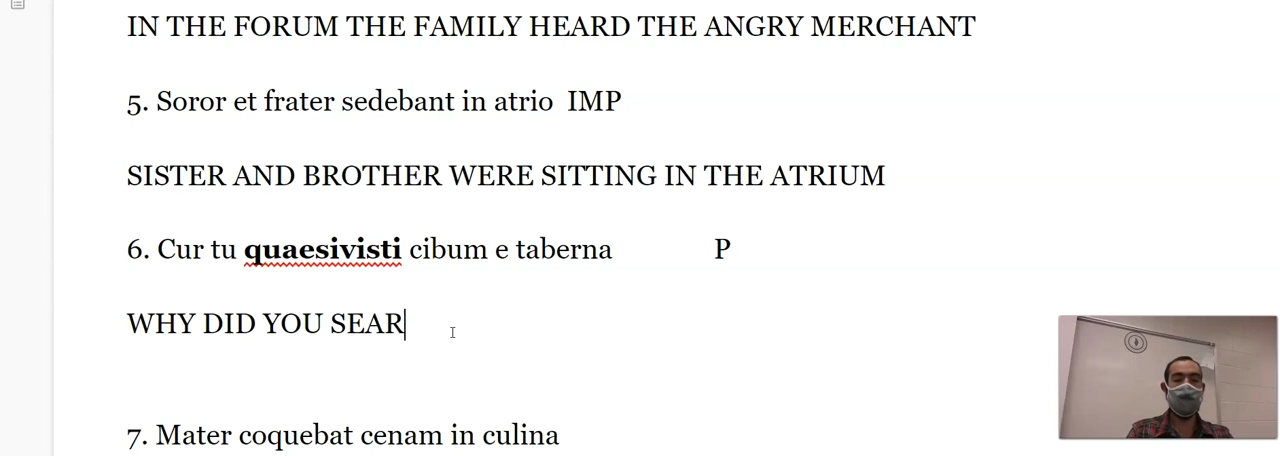 IN THE FORUM THE FAMILY HEARD THE ANGRY MERCHANT
5. Soror et frater sedebant in atrio IMP
SISTER AND BROTHER WERE SITTING IN THE ATRIUM
6. Cur tu quaesivisti cibum e taberna P
WHY DID YOU SEAR
7. Mater coquebat cenam in culina